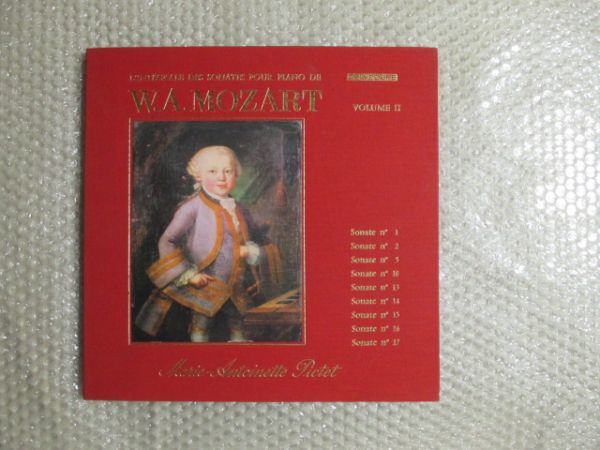 L'INTÉGRALE DES SONATES POUR PIANO DE
W.A. MOZART
VOLUME II
Sonate n° 1
Sonate n° 2
Sonate n° 5
Sonate n° 10
Sonate n° 13
Sonate n° 14
Sonate n° 15
Sonate n° 16
Sonate n° 17
Marie-Antoinette Pictet